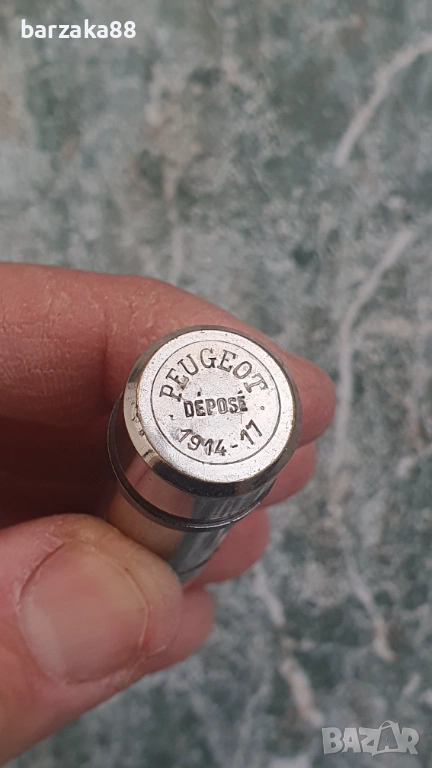 barzaka88
PEUGEOT
DÉPOSÉ
1914-17
BAZAR